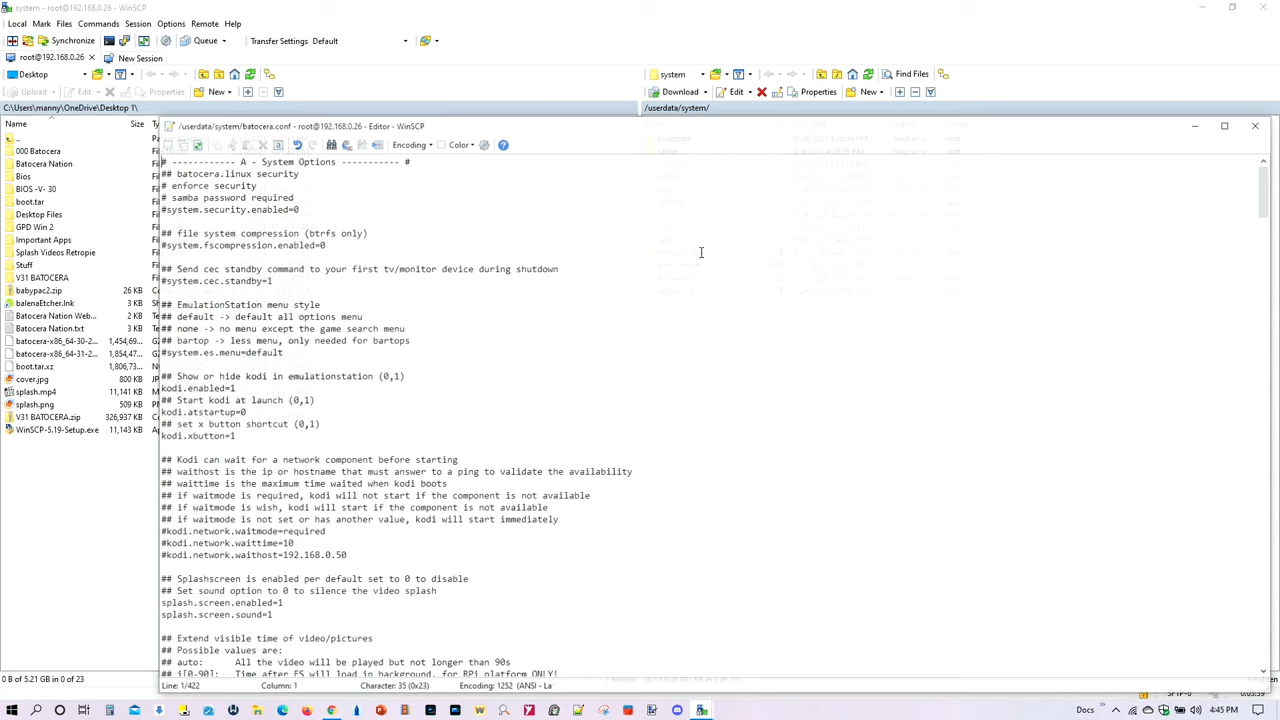 system - root@192.168.0.26 - WinSCP
Local Mark Files Commands Session Options Remote Help
Synchronize Queue Transfer Settings Default
root@192.168.0.26 New Session
Desktop
system Find Files
Upload Edit Properties New
Download Edit Properties New
C:\Users\manny\OneDrive\Desktop 1\
/userdata/system/
Name Size
..
000 Batocera
Batocera Nation
Bios
BIOS -V- 30
boot.tar
Desktop Files
GPD Win 2
Important Apps
Splash Videos Retropie
Stuff
V31 BATOCERA
babypac2.zip 26 KB
balenaEtcher.lnk 3 KB
Batocera Nation Web... 2 KB
Batocera Nation.txt 3 KB
batocera-x86_64-30-2... 1,454,69...
batocera-x86_64-31-2... 1,854,47...
boot.tar.xz 1,806,73...
cover.jpg 800 KB
splash.mp4 11,141 KB
splash.png 509 KB
V31 BATOCERA.zip 326,937 KB
WinSCP-5.19-Setup.exe 11,143 KB
/userdata/system/batocera.conf - root@192.168.0.26 - Editor - WinSCP
Encoding Color
# ------------ A - System Options ----------- #
## batocera.linux security
# enforce security
# samba password required
#system.security.enabled=0
## file system compression (btrfs only)
#system.fscompression.enabled=0
## Send cec standby command to your first tv/monitor device during shutdown
#system.cec.standby=1
## EmulationStation menu style
## default -> default all options menu
## none -> no menu except the game search menu
## bartop -> less menu, only needed for bartops
#system.es.menu=default
## Show or hide kodi in emulationstation (0,1)
kodi.enabled=1
## Start kodi at launch (0,1)
kodi.atstartup=0
## set x button shortcut (0,1)
kodi.xbutton=1
## Kodi can wait for a network component before starting
## waithost is the ip or hostname that must answer to a ping to validate the availability
## waittime is the maximum time waited when kodi boots
## if waitmode is required, kodi will not start if the component is not available
## if waitmode is wish, kodi will start if the component is not available
## if waitmode is not set or has another value, kodi will start immediately
#kodi.network.waitmode=required
#kodi.network.waittime=10
#kodi.network.waithost=192.168.0.50
## Splashscreen is enabled per default set to 0 to disable
## Set sound option to 0 to silence the video splash
splash.screen.enabled=1
splash.screen.sound=1
## Extend visible time of video/pictures
## Possible values are:
## auto: All the video will be played but not longer than 90s
## i[0-90]: Time after ES will load in background, for RPi platform ONLY!
0 B of 5.21 GB in 0 of 23
Line: 1/422 Column: 1 Character: 35 (0x23) Encoding: 1252 (ANSI - La
Docs 4:45 PM